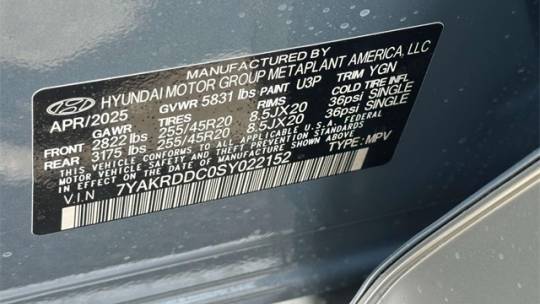 MANUFACTURED BY
HYUNDAI MOTOR GROUP METAPLANT AMERICA, LLC
APR/2025 GVWR 5831 lbs PAINT U3P TRIM YGN
GAWR TIRES RIMS COLD TIRE INFL
FRONT 2822 lbs 255/45R20 8.5JX20 36psi SINGLE
REAR 3175 lbs 255/45R20 8.5JX20 36psi SINGLE
THIS VEHICLE CONFORMS TO ALL APPLICABLE U.S.A. FEDERAL
MOTOR VEHICLE SAFETY AND THEFT PREVENTION STANDARDS
IN EFFECT ON THE DATE OF MANUFACTURE SHOWN ABOVE.
V.I.N 7YAKRDDC0SY022152 TYPE: MPV